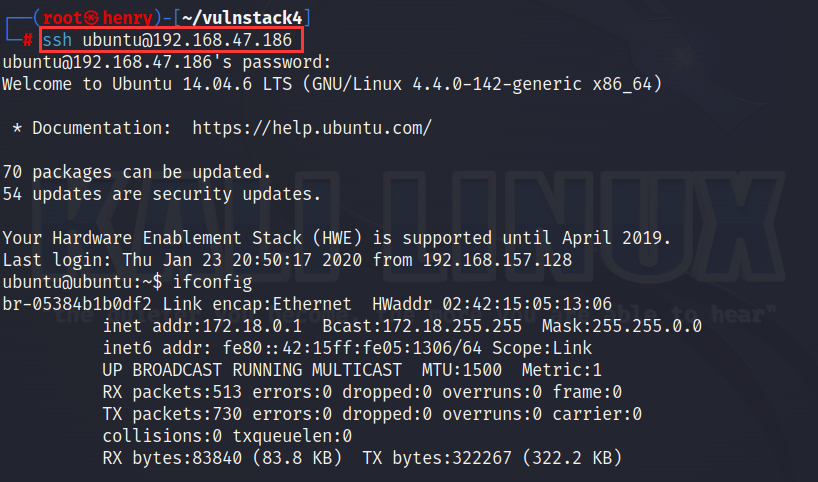 ┌──(root㉿henry)-[~/vulnstack4]
└─# ssh ubuntu@192.168.47.186
ubuntu@192.168.47.186's password:
Welcome to Ubuntu 14.04.6 LTS (GNU/Linux 4.4.0-142-generic x86_64)
 * Documentation:  https://help.ubuntu.com/
70 packages can be updated.
54 updates are security updates.
KALI LINUX
Your Hardware Enablement Stack (HWE) is supported until April 2019.
Last login: Thu Jan 23 20:50:17 2020 from 192.168.157.128
ubuntu@ubuntu:~$ ifconfig
br-05384b1b0df2 Link encap:Ethernet  HWaddr 02:42:15:05:13:06
          inet addr:172.18.0.1  Bcast:172.18.255.255  Mask:255.255.0.0
          inet6 addr: fe80::42:15ff:fe05:1306/64 Scope:Link
          UP BROADCAST RUNNING MULTICAST  MTU:1500  Metric:1
          RX packets:513 errors:0 dropped:0 overruns:0 frame:0
          TX packets:730 errors:0 dropped:0 overruns:0 carrier:0
          collisions:0 txqueuelen:0
          RX bytes:83840 (83.8 KB)  TX bytes:322267 (322.2 KB)